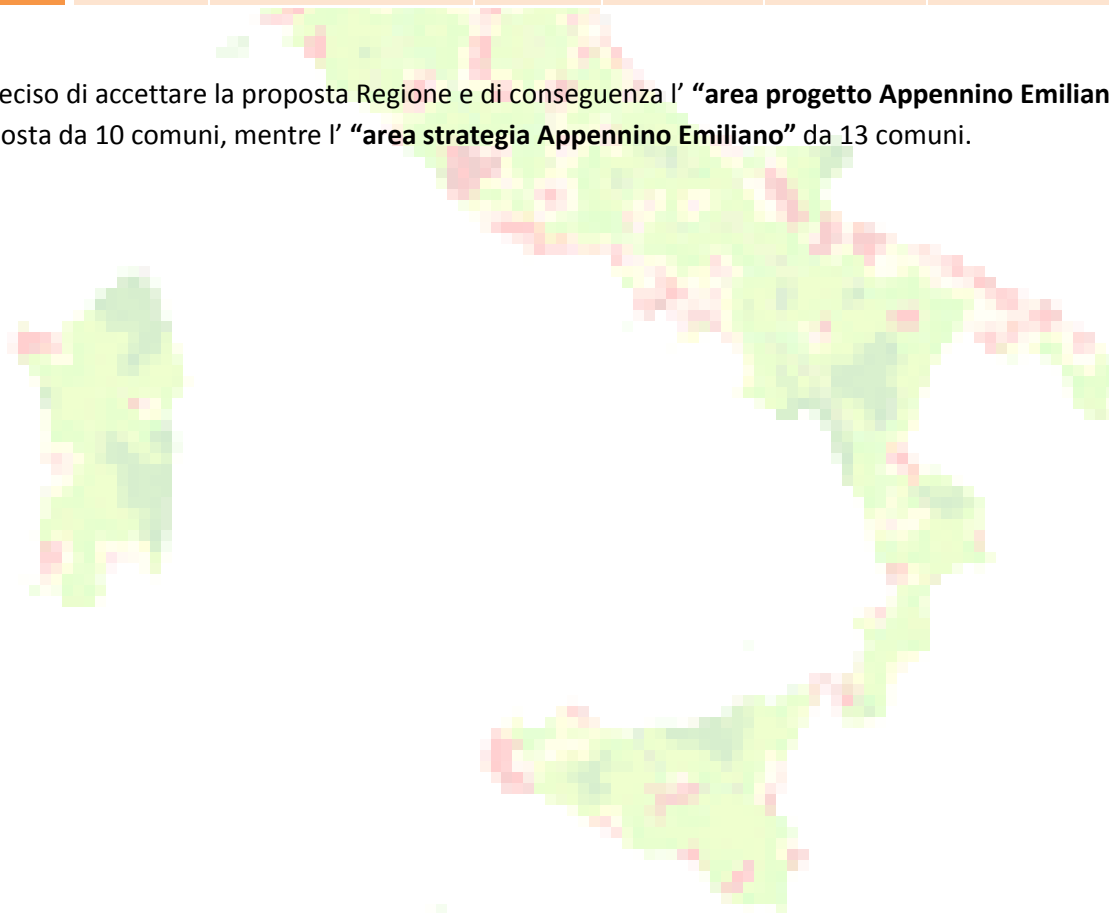 eciso di accettare la proposta Regione e di conseguenza l’ “area progetto Appennino Emilian
osta da 10 comuni, mentre l’ “area strategia Appennino Emiliano” da 13 comuni.